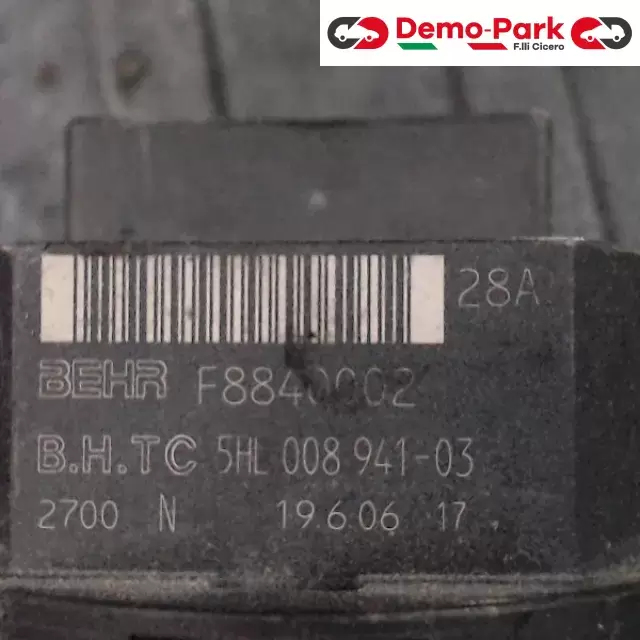 Demo-Park
F.lli Cicero
28A
BEHR F8840002
B.H.TC 5HL 008 941-03
2700 N 19.6.06 17